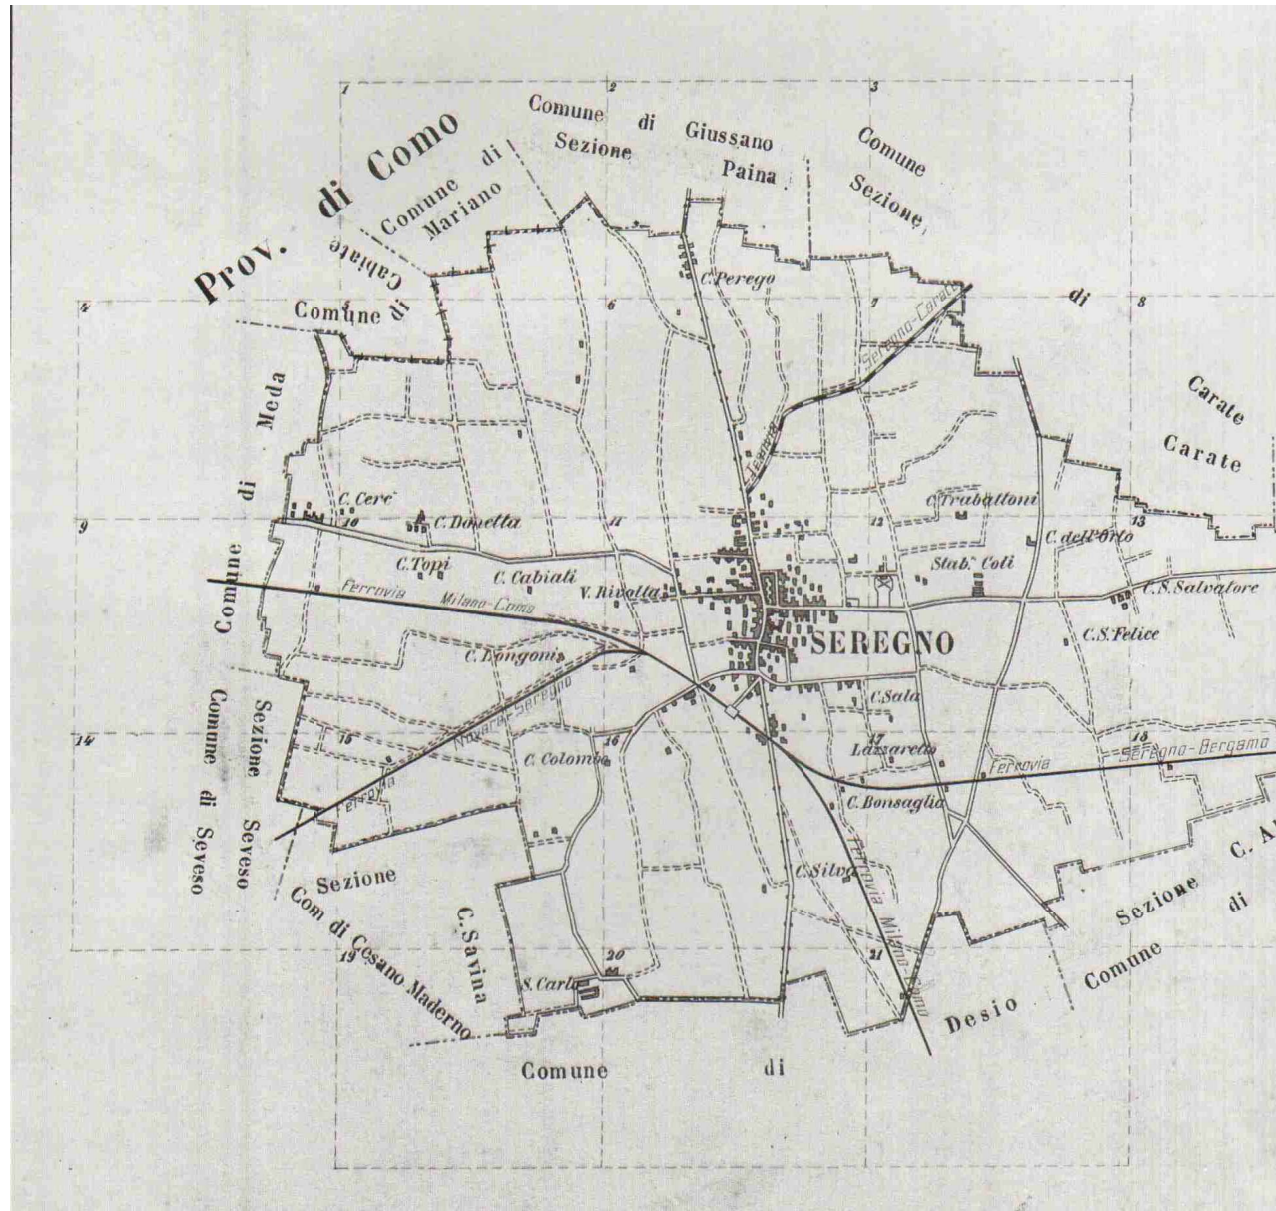 1
2
3
Comune di Giussano
Sezione
Paina
Comune
Sezione
Prov. di Como
Comune di
Mariano
Comune di Cabiate
4
5
6
7
8
di
C. Perego
Seregno-Carate
Tramvia
Meda
Comune di
Carate
Carate
C. Cerè
C. Traballoni
9
10
11
12
13
C. Donetta
C. dell'Orto
C. Topi
C. Cabiati
Stab. Coli
V. Rivolta
C. S. Salvatore
Ferrovia Milano-Como
SEREGNO
C. S. Felice
C. Longoni
C. Sala
Ferrovia Novara-Seregno
Comune di Seveso
Sezione Seveso
14
15
16
17
18
C. Colombo
Lazzaretto
Ferrovia Seregno-Bergamo
C. Bonsaglia
C. Silva
Ferrovia Milano-Como
Sezione
C. Savina
Com di Cesano Maderno
Sezione
Comune di
19
20
21
S. Carlo
Desio
Comune di